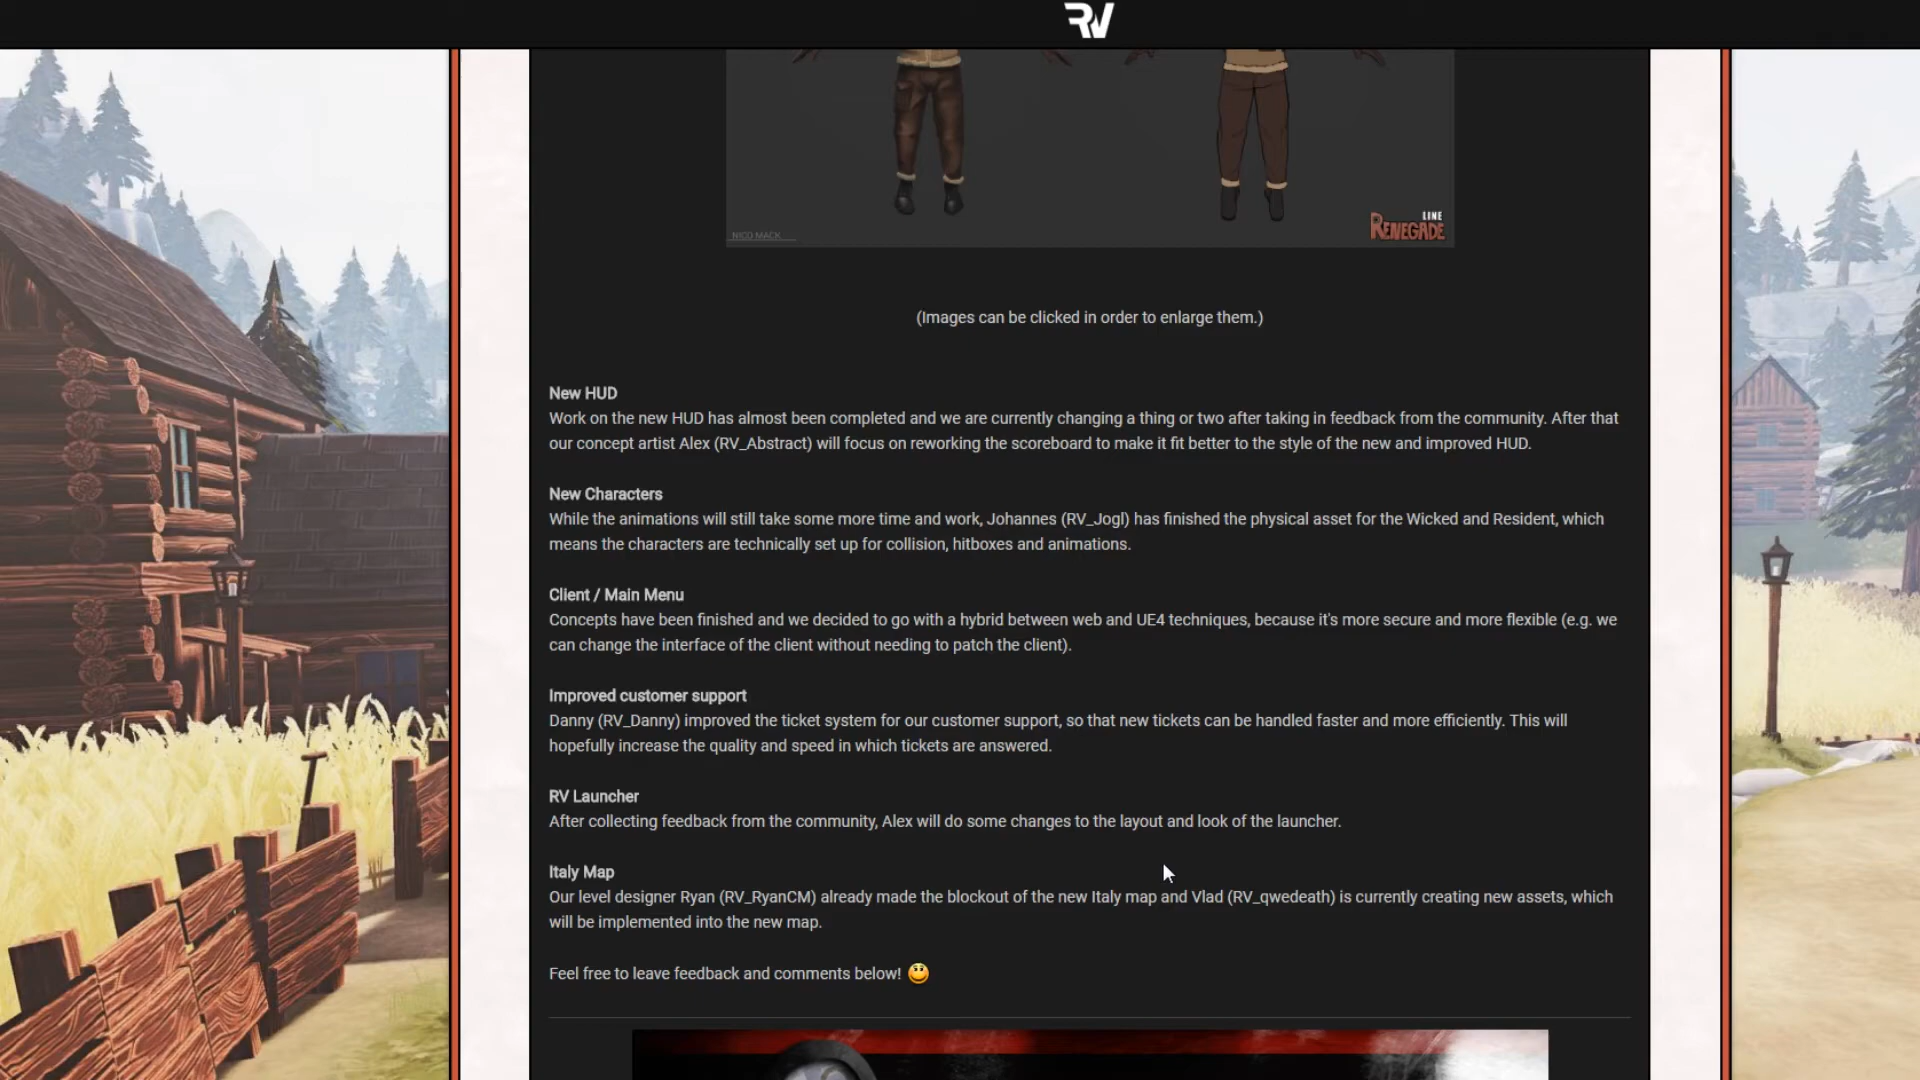 RV
NICO MACK
LINE
RENEGADE
(Images can be clicked in order to enlarge them.)
New HUD
Work on the new HUD has almost been completed and we are currently changing a thing or two after taking in feedback from the community. After that
our concept artist Alex (RV_Abstract) will focus on reworking the scoreboard to make it fit better to the style of the new and improved HUD.
New Characters
While the animations will still take some more time and work, Johannes (RV_Jogl) has finished the physical asset for the Wicked and Resident, which
means the characters are technically set up for collision, hitboxes and animations.
Client / Main Menu
Concepts have been finished and we decided to go with a hybrid between web and UE4 techniques, because it's more secure and more flexible (e.g. we
can change the interface of the client without needing to patch the client).
Improved customer support
Danny (RV_Danny) improved the ticket system for our customer support, so that new tickets can be handled faster and more efficiently. This will
hopefully increase the quality and speed in which tickets are answered.
RV Launcher
After collecting feedback from the community, Alex will do some changes to the layout and look of the launcher.
Italy Map
Our level designer Ryan (RV_RyanCM) already made the blockout of the new Italy map and Vlad (RV_qwedeath) is currently creating new assets, which
will be implemented into the new map.
Feel free to leave feedback and comments below!